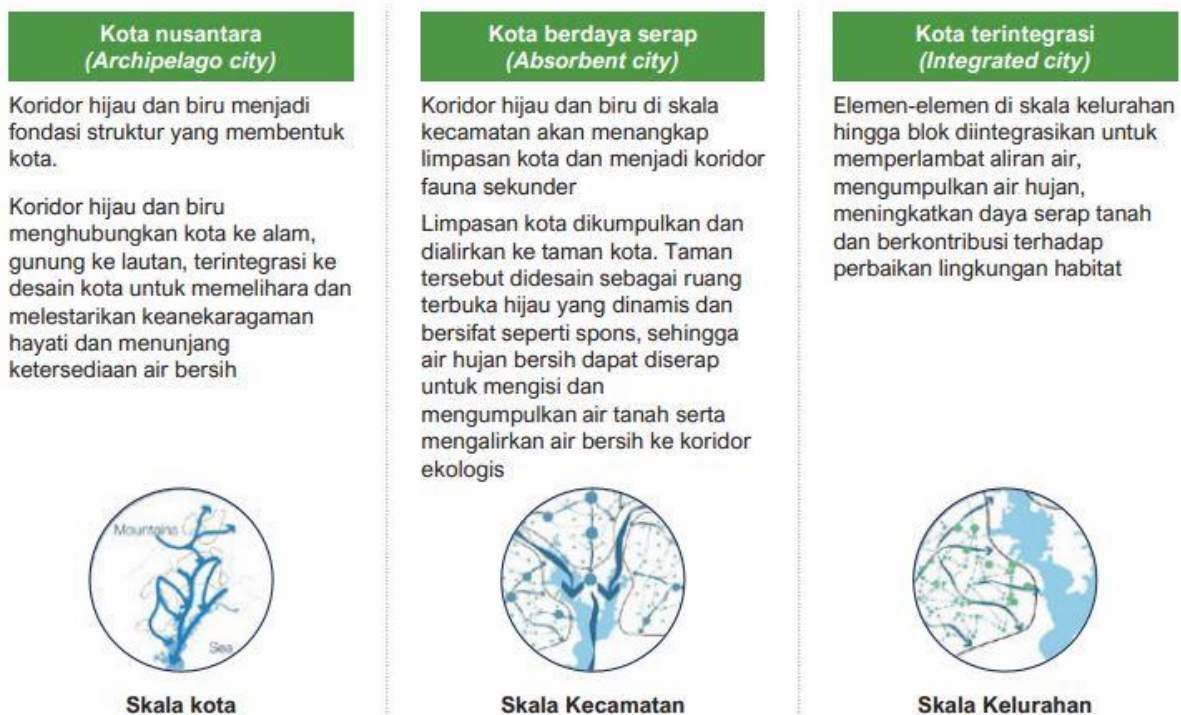 Kota nusantara
(Archipelago city)
Koridor hijau dan biru menjadi
fondasi struktur yang membentuk
kota.
Koridor hijau dan biru
menghubungkan kota ke alam,
gunung ke lautan, terintegrasi ke
desain kota untuk memelihara dan
melestarikan keanekaragaman
hayati dan menunjang
ketersediaan air bersih
Mountains
Sea
Skala kota
Kota berdaya serap
(Absorbent city)
Koridor hijau dan biru di skala
kecamatan akan menangkap
limpasan kota dan menjadi koridor
fauna sekunder
Limpasan kota dikumpulkan dan
dialirkan ke taman kota. Taman
tersebut didesain sebagai ruang
terbuka hijau yang dinamis dan
bersifat seperti spons, sehingga
air hujan bersih dapat diserap
untuk mengisi dan
mengumpulkan air tanah serta
mengalirkan air bersih ke koridor
ekologis
Skala Kecamatan
Kota terintegrasi
(Integrated city)
Elemen-elemen di skala kelurahan
hingga blok diintegrasikan untuk
memperlambat aliran air,
mengumpulkan air hujan,
meningkatkan daya serap tanah
dan berkontribusi terhadap
perbaikan lingkungan habitat
Skala Kelurahan